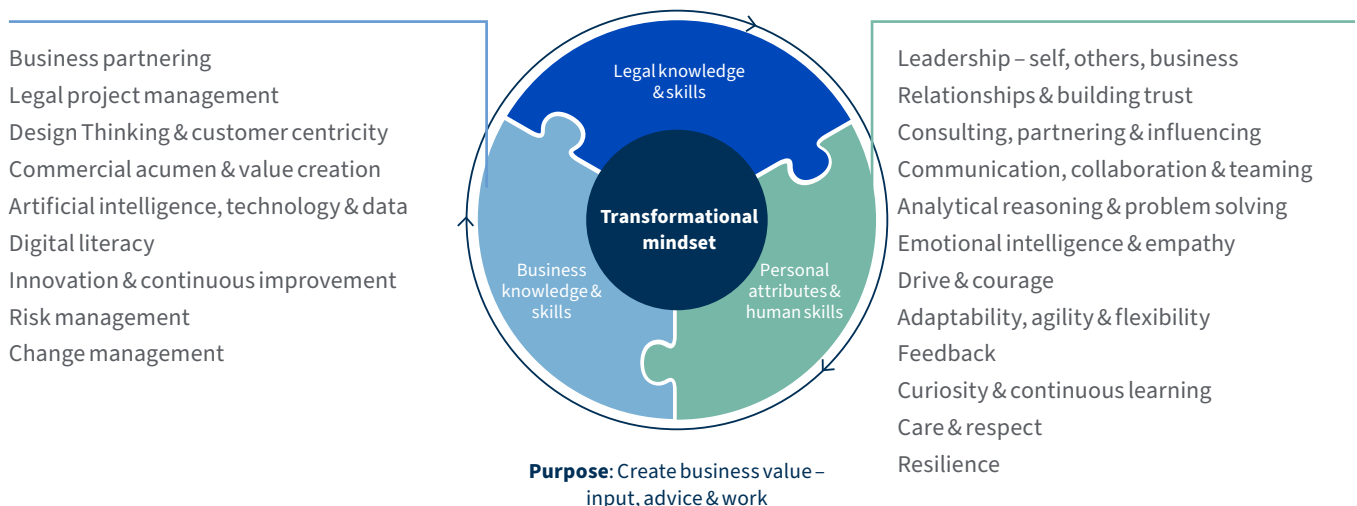 Business partnering
Legal project management
Design Thinking & customer centricity
Commercial acumen & value creation
Artificial intelligence, technology & data
Digital literacy
Innovation & continuous improvement
Risk management
Change management
Legal knowledge
& skills
Transformational
mindset
Business
knowledge &
skills
Personal
attributes &
human skills
Purpose: Create business value –
input, advice & work
Leadership – self, others, business
Relationships & building trust
Consulting, partnering & influencing
Communication, collaboration & teaming
Analytical reasoning & problem solving
Emotional intelligence & empathy
Drive & courage
Adaptability, agility & flexibility
Feedback
Curiosity & continuous learning
Care & respect
Resilience